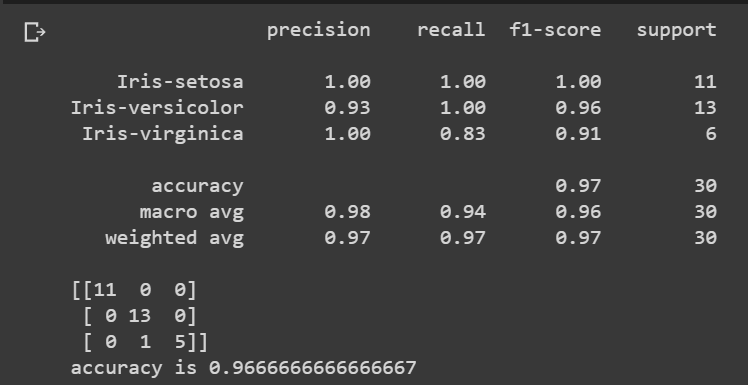 precision recall f1-score support
Iris-setosa 1.00 1.00 1.00 11
Iris-versicolor 0.93 1.00 0.96 13
Iris-virginica 1.00 0.83 0.91 6
accuracy 0.97 30
macro avg 0.98 0.94 0.96 30
weighted avg 0.97 0.97 0.97 30
[[11 0 0]
[ 0 13 0]
[ 0 1 5]]
accuracy is 0.9666666666666667